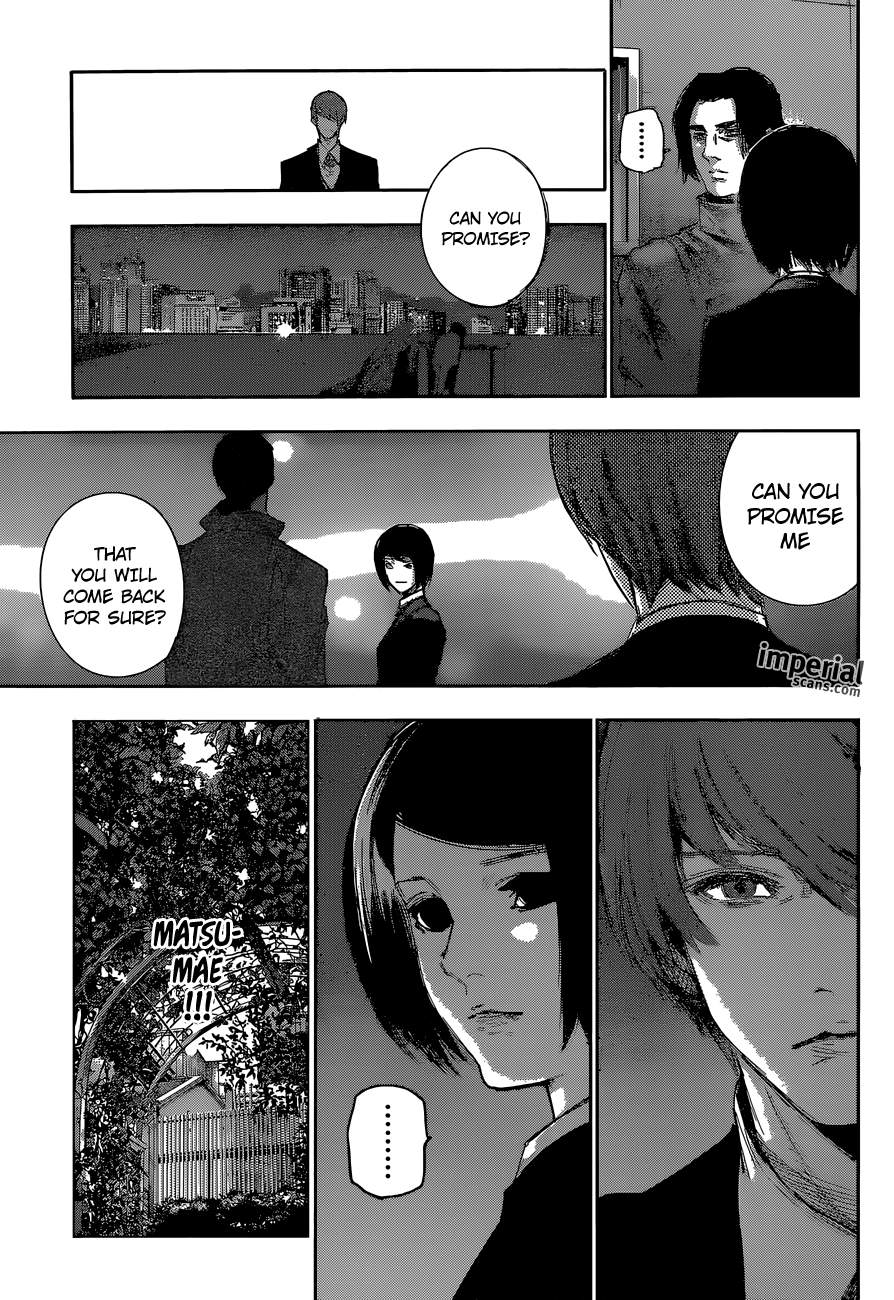 ........
CAN YOU
PROMISE?
CAN YOU
PROMISE
ME
THAT
YOU WILL
COME BACK
FOR SURE?
imperial
scans.com
........
MATSU-
MAE
!!!